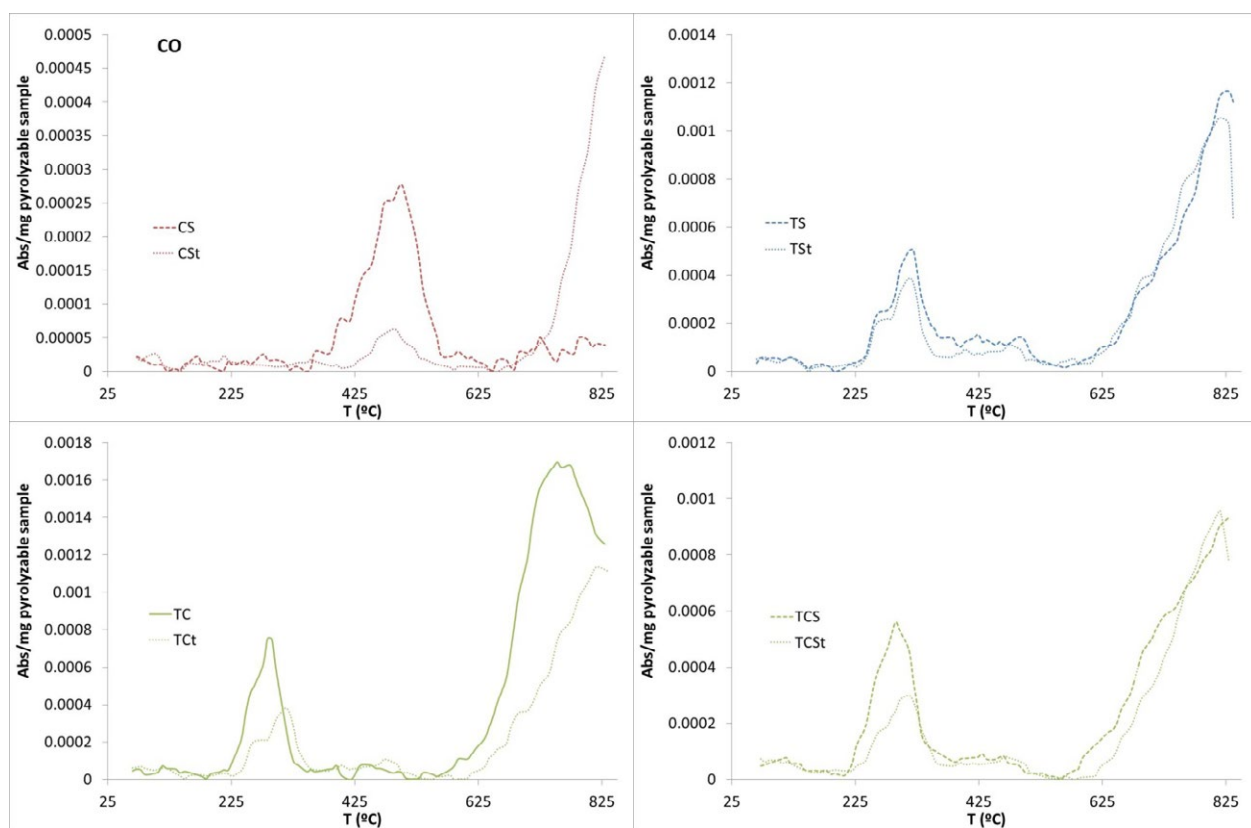 CO
Abs/mg pyrolyzable sample
0.0005
0.00045
0.0004
0.00035
0.0003
0.00025
0.0002
0.00015
0.0001
0.00005
0
CS
CSt
25 225 425 625 825
T (ºC)
Abs/mg pyrolyzable sample
0.0014
0.0012
0.001
0.0008
0.0006
0.0004
0.0002
0
TS
TSt
25 225 425 625 825
T (ºC)
Abs/mg pyrolyzable sample
0.0018
0.0016
0.0014
0.0012
0.001
0.0008
0.0006
0.0004
0.0002
0
TC
TCt
25 225 425 625 825
T (ºC)
Abs/mg pyrolyzable sample
0.0012
0.001
0.0008
0.0006
0.0004
0.0002
0
TCS
TCSt
25 225 425 625 825
T (ºC)